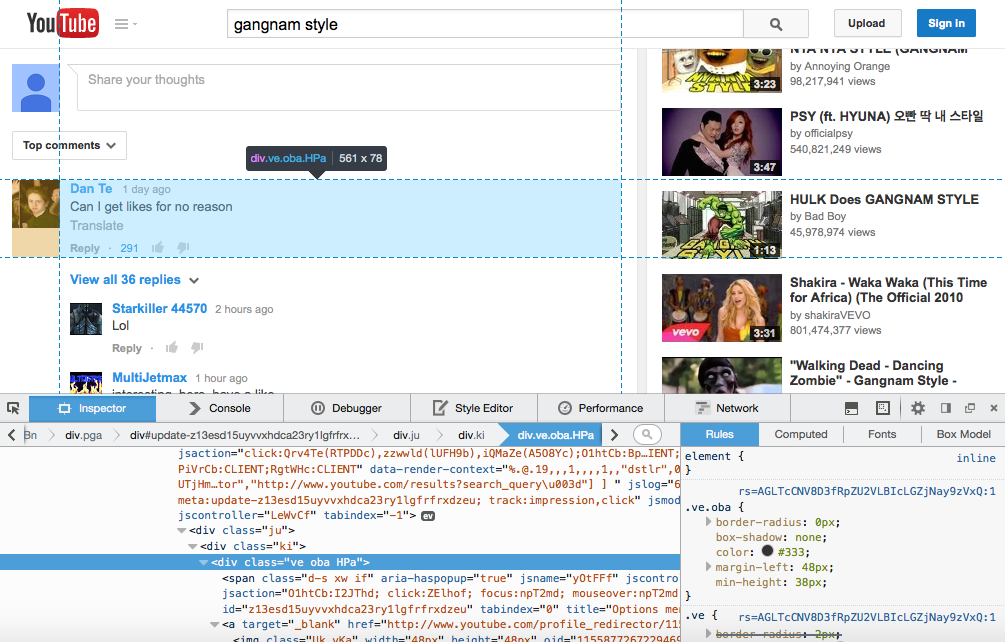 YouTube
gangnam style
Upload
Sign in
Share your thoughts
Top comments
div.ve.oba.HPa | 561 x 78
Dan Te 1 day ago
Can I get likes for no reason
Translate
Reply · 291
View all 36 replies
Starkiller 44570 2 hours ago
Lol
Reply ·
MultiJetmax 1 hour ago
interesting, here, have a like
NYA NYA STYLE (GANGNAM
by Annoying Orange
98,217,941 views
3:23
PSY (ft. HYUNA) 오빤 딱 내 스타일
by officialpsy
540,821,249 views
3:47
HULK Does GANGNAM STYLE
by Bad Boy
45,978,974 views
1:13
Shakira - Waka Waka (This Time
for Africa) (The Official 2010
by shakiraVEVO
801,474,377 views
vevo
3:31
"Walking Dead - Dancing
Zombie" - Gangnam Style -
Inspector
Console
Debugger
Style Editor
Performance
Network
Bn
div.pga
div#update-z13esd15uyvvxhdca23ry1lgfrfrx…
div.ju
div.ki
div.ve.oba.HPa
Rules
Computed
Fonts
Box Model
jsaction="click:Qrv4Te(RTPDDc),zzwwld(lUFH9b),iQMaZe(A5O8Yc);O1htCb:Bp…IENT;
PiVrCb:CLIENT;RgtWHc:CLIENT" data-render-context="%.@.19,,,1,,,,1,,"dstlr",0
UTjHm…tor","http://www.youtube.com/results?search_query\u003d"] ] " jslog="6
meta:update-z13esd15uyvvxhdca23ry1lgfrfrxdzeu; track:impression,click" jsmod
jscontroller="LeWvCf" tabindex="-1"> ev
<div class="ju">
<div class="ki">
<div class="ve oba HPa">
<span class="d-s xw if" aria-haspopup="true" jsname="yOtFFf" jscontro
jsaction="O1htCb:I2JThd; click:ZElhof; focus:npT2md; mouseover:npT2md
id="z13esd15uyvvxhdca23ry1lgfrfrxdzeu" tabindex="0" title="Options men
<a target="_blank" href="http://www.youtube.com/profile_redirector/115
<img class="Uk vKa" width="48px" height="48px" oid="1155877267229469
element {
inline
}
rs=AGLTcCNV8D3fRpZU2VLBIcLGZjNay9zVxQ:1
.ve.oba {
border-radius: 0px;
box-shadow: none;
color: #333;
margin-left: 48px;
min-height: 38px;
}
.ve {
rs=AGLTcCNV8D3fRpZU2VLBIcLGZjNay9zVxQ:1
border-radius: 2px;